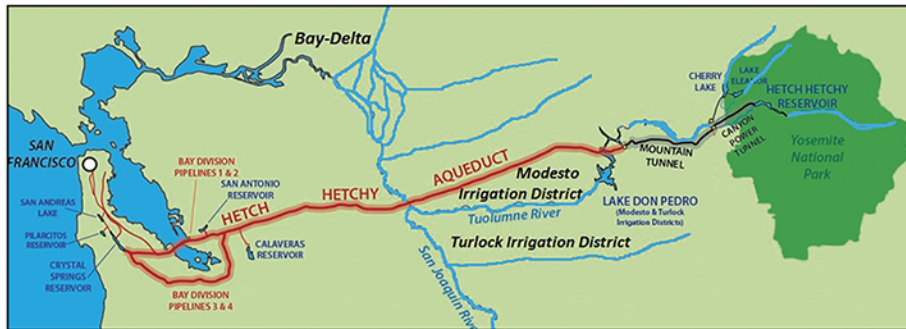 Bay-Delta
CHERRY
LAKE
LAKE
ELEANOR
HETCH HETCHY
RESERVOIR
SAN
FRANCISCO
BAY DIVISION
PIPELINES 1 & 2
SAN ANTONIO
RESERVOIR
HETCH
HETCHY
AQUEDUCT
Modesto
Irrigation District
MOUNTAIN
TUNNEL
CANYON
POWER
TUNNEL
Yosemite
National
Park
SAN ANDREAS
LAKE
PILARCITOS
RESERVOIR
CRYSTAL
SPRINGS
RESERVOIR
CALAVERAS
RESERVOIR
Tuolumne River
LAKE DON PEDRO
(Modesto & Turlock
Irrigation Districts)
Turlock Irrigation District
San Joaquin River
BAY DIVISION
PIPELINES 3 & 4